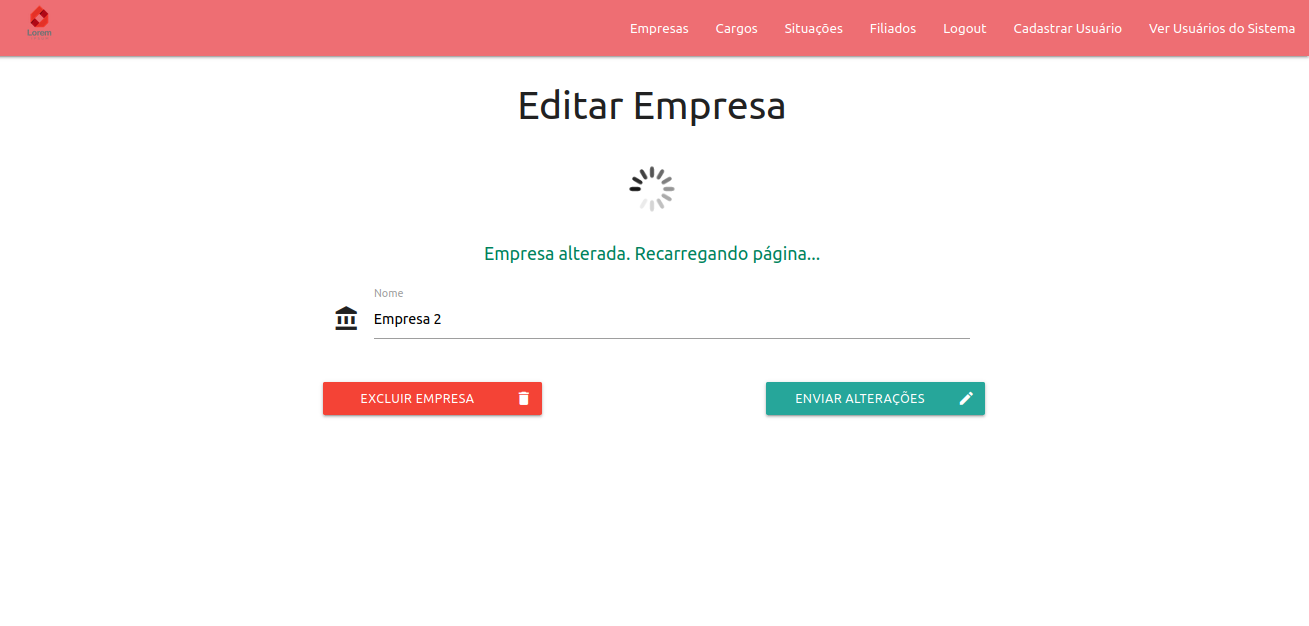 Lorem
Empresas Cargos Situações Filiados Logout Cadastrar Usuário Ver Usuários do Sistema
Editar Empresa
Empresa alterada. Recarregando página...
Nome
Empresa 2
EXCLUIR EMPRESA ENVIAR ALTERAÇÕES